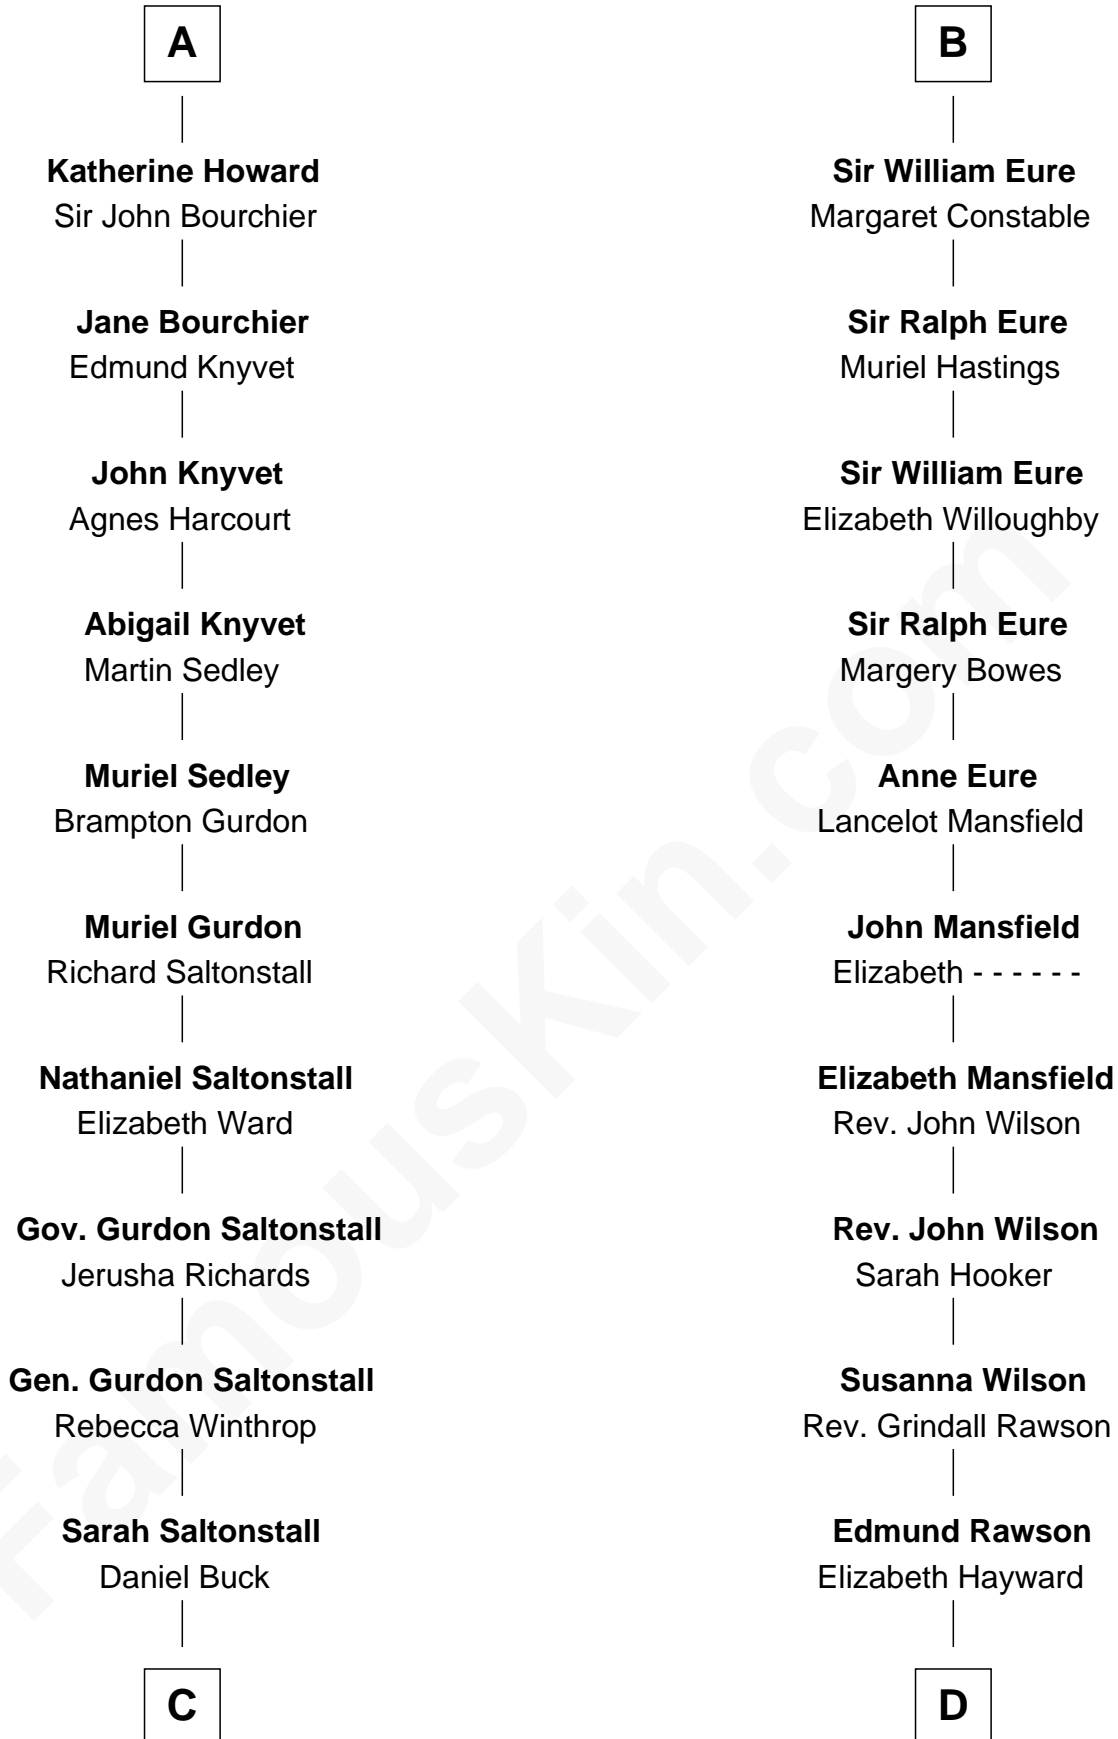 A
Katherine Howard
Sir John Bourchier
Jane Bourchier
Edmund Knyvet
John Knyvet
Agnes Harcourt
Abigail Knyvet
Martin Sedley
Muriel Sedley
Brampton Gurdon
Muriel Gurdon
Richard Saltonstall
Nathaniel Saltonstall
Elizabeth Ward
Gov. Gurdon Saltonstall
Jerusha Richards
Gen. Gurdon Saltonstall
Rebecca Winthrop
Sarah Saltonstall
Daniel Buck
C
B
Sir William Eure
Margaret Constable
Sir Ralph Eure
Muriel Hastings
Sir William Eure
Elizabeth Willoughby
Sir Ralph Eure
Margery Bowes
Anne Eure
Lancelot Mansfield
John Mansfield
Elizabeth - - - - - -
Elizabeth Mansfield
Rev. John Wilson
Rev. John Wilson
Sarah Hooker
Susanna Wilson
Rev. Grindall Rawson
Edmund Rawson
Elizabeth Hayward
D
FamousKin.com